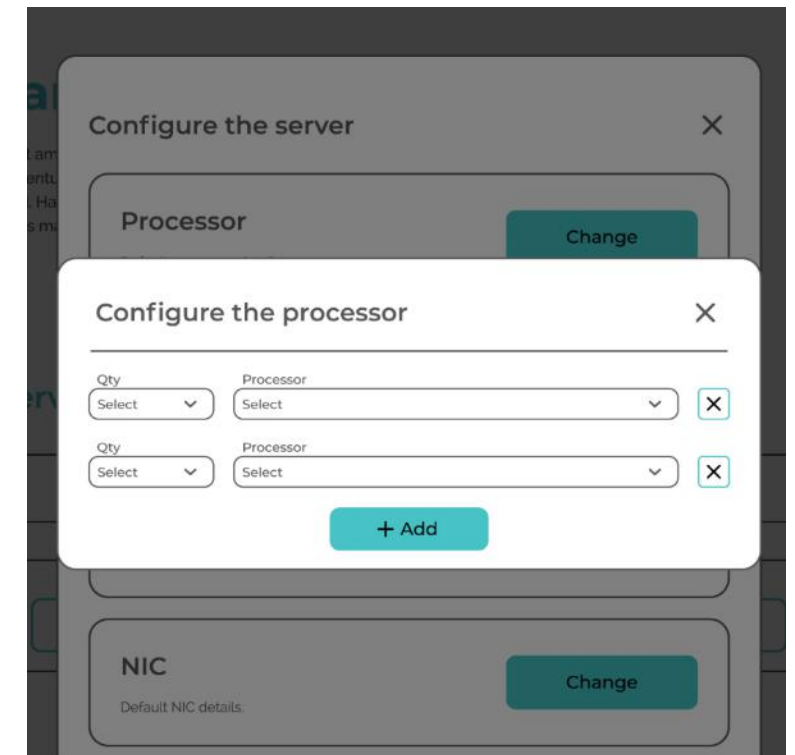 Configure the server
Processor
Change
Configure the processor
Qty Processor
Select Select
Qty Processor
Select Select
+ Add
NIC
Change
Default NIC details.